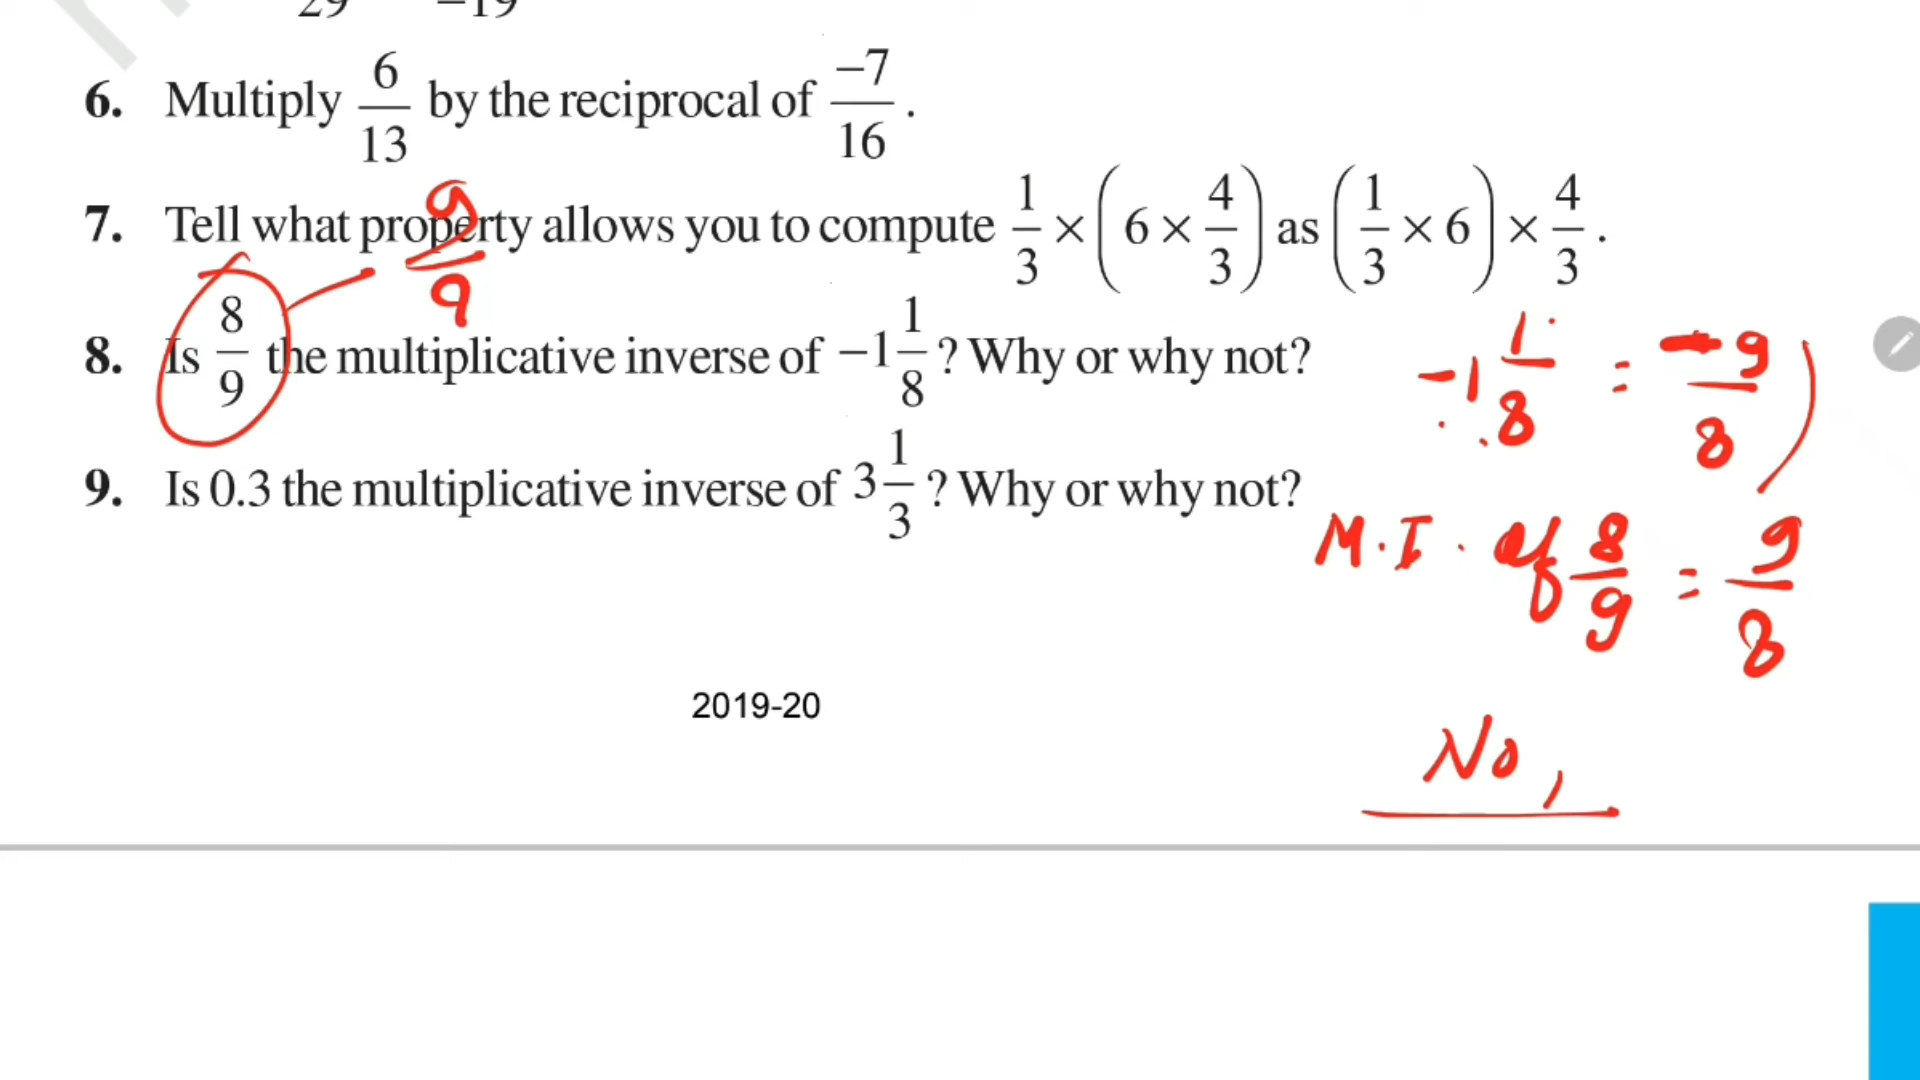 29 −19
6. Multiply 6/13 by the reciprocal of −7/16 .
7. Tell what property allows you to compute 1/3 × (6 × 4/3) as (1/3 × 6) × 4/3 .
9/9
8. Is 8/9 the multiplicative inverse of −1 1/8 ? Why or why not?
-1 1/8 = -9/8
9. Is 0.3 the multiplicative inverse of 3 1/3 ? Why or why not?
M.I. of 8/9 = 9/8
2019-20
No,